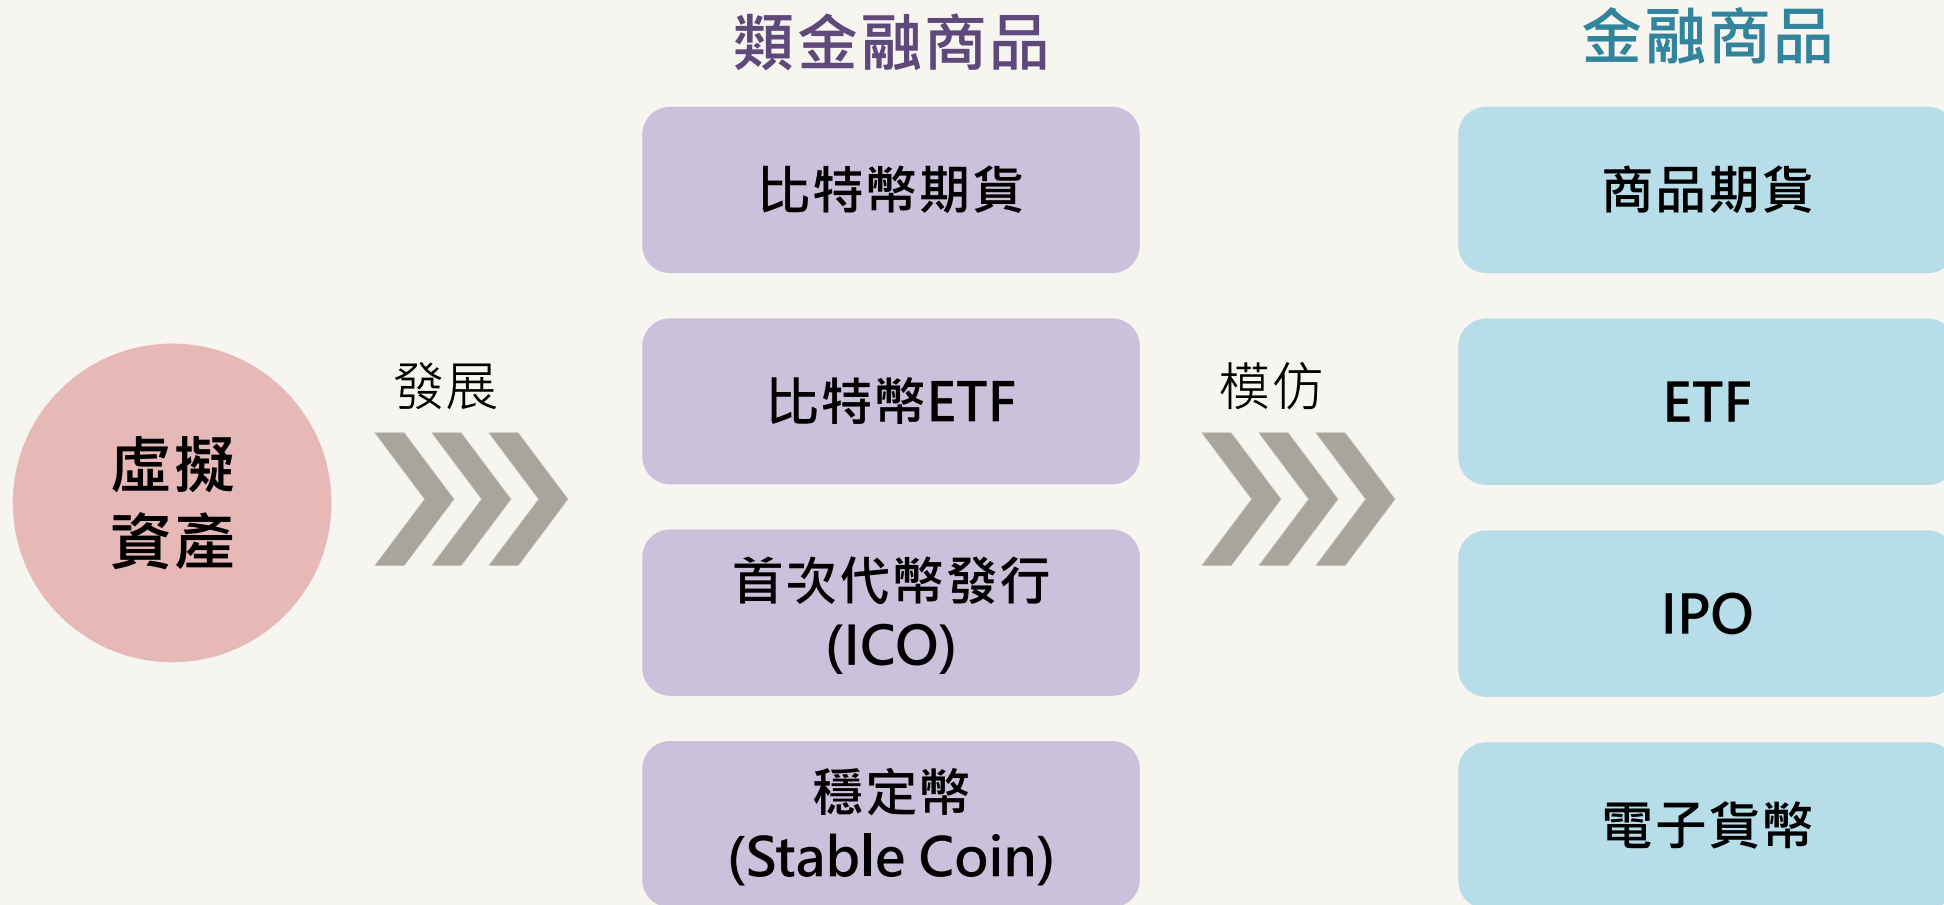 類金融商品
金融商品
比特幣期貨
商品期貨
發展
比特幣ETF
模仿
ETF
虛擬
資產
首次代幣發行
(ICO)
IPO
穩定幣
(Stable Coin)
電子貨幣